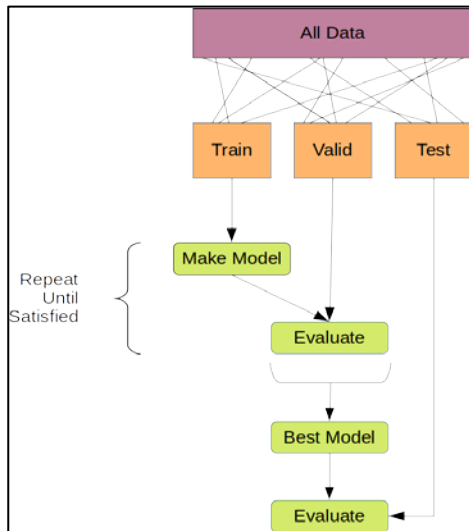 All Data
Train
Valid
Test
Make Model
Repeat
Until
Satisfied
Evaluate
Best Model
Evaluate